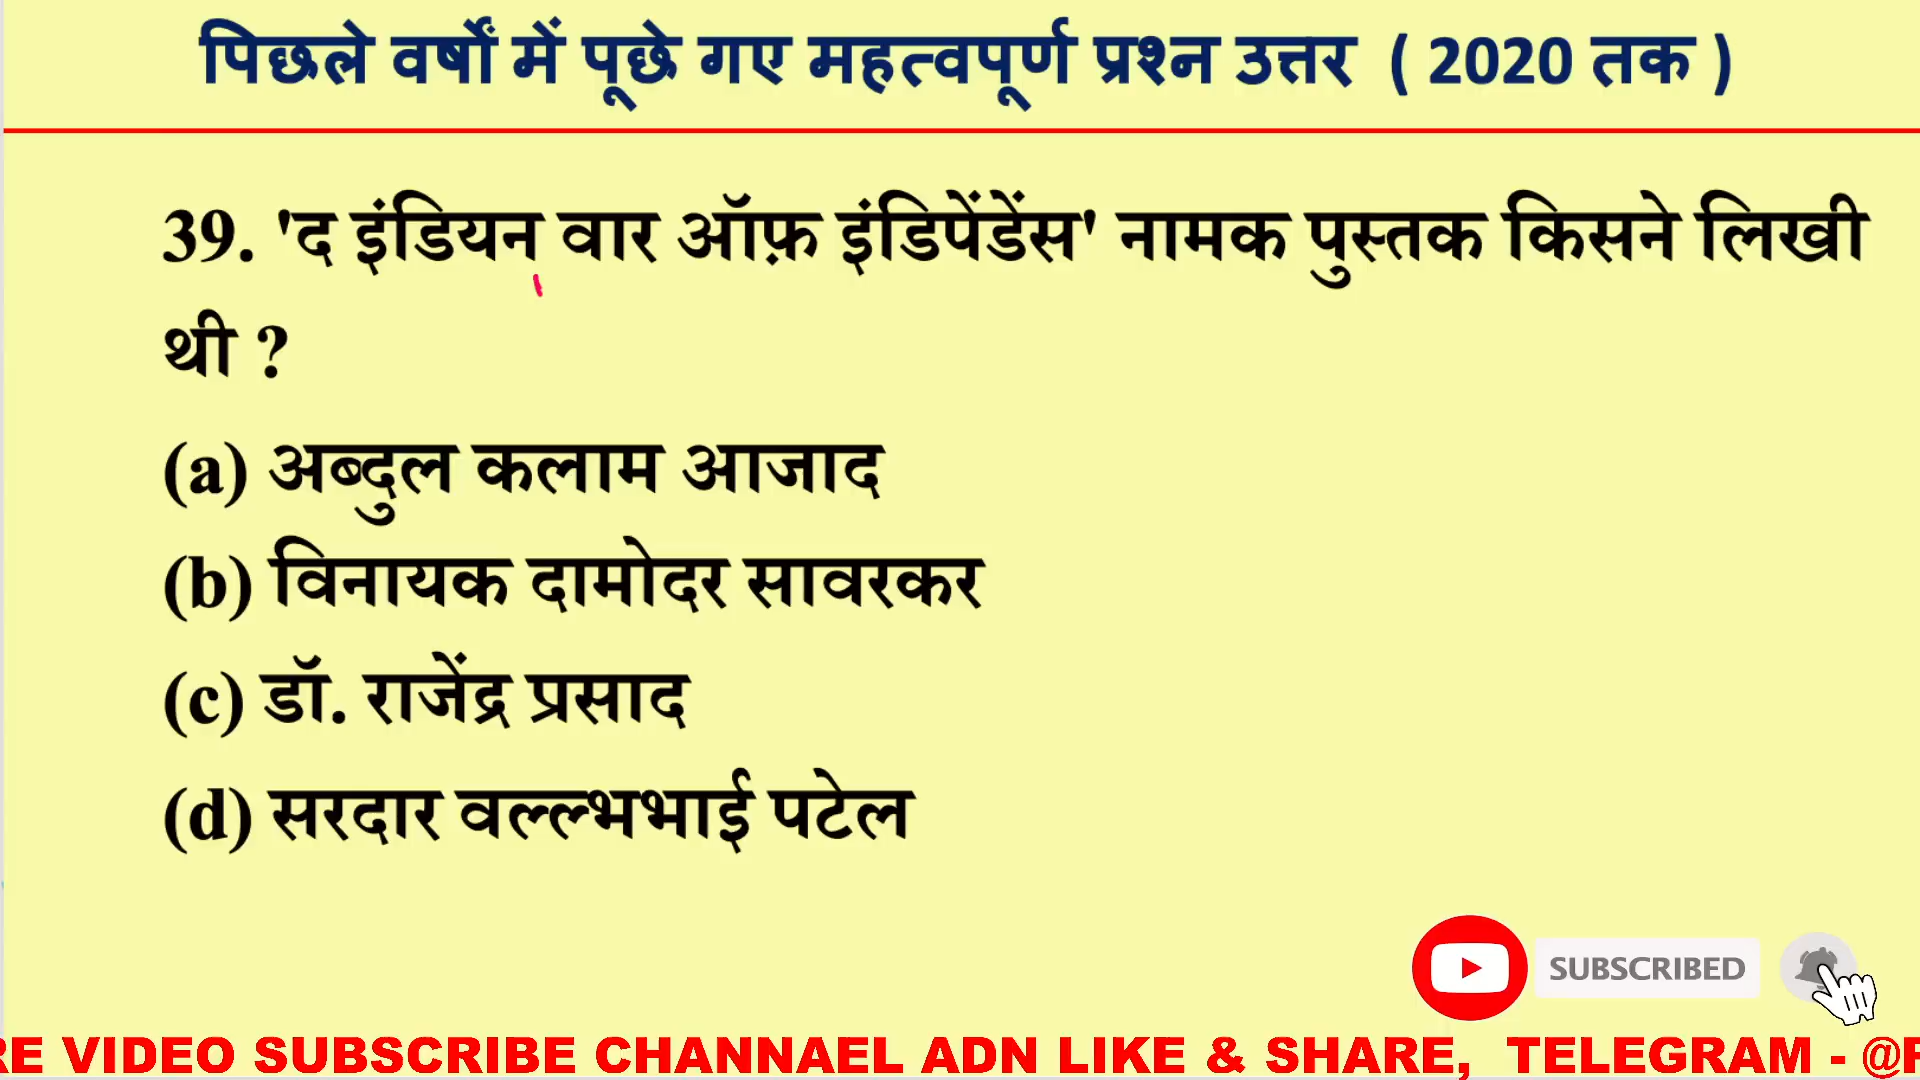 पिछले वर्षों में पूछे गए महत्वपूर्ण प्रश्न उत्तर ( 2020 तक )
39. 'द इंडियन वार ऑफ़ इंडिपेंडेंस' नामक पुस्तक किसने लिखी
थी ?
(a) अब्दुल कलाम आजाद
(b) विनायक दामोदर सावरकर
(c) डॉ. राजेंद्र प्रसाद
(d) सरदार वल्ल्भभाई पटेल
SUBSCRIBED
RE VIDEO SUBSCRIBE CHANNAEL ADN LIKE & SHARE, TELEGRAM - @